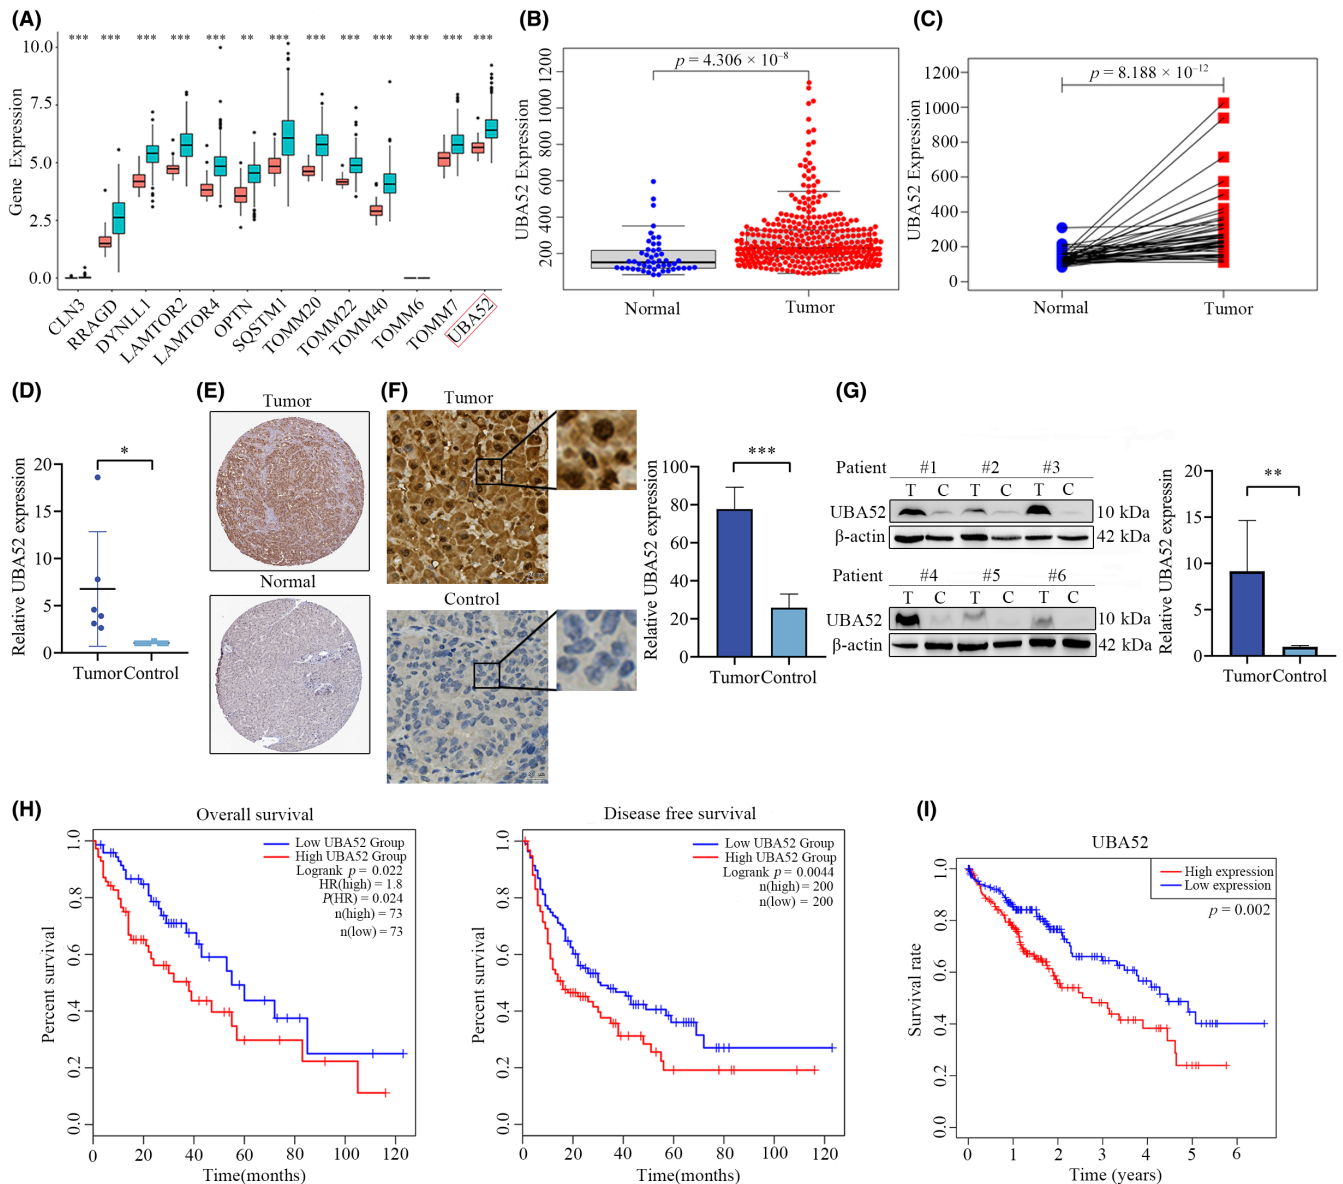 (A)
*** *** *** *** *** ** *** *** *** *** *** *** ***
Gene Expression
10.0
7.5
5.0
2.5
0.0
CLN3
RRAGD
DYNLL1
LAMTOR2
LAMTOR4
OPTN
SQSTM1
TOMM20
TOMM22
TOMM40
TOMM6
TOMM7
UBA52
(B)
p = 4.306 × 10⁻⁸
UBA52 Expression
1200
1000
800
600
400
200
Normal Tumor
(C)
p = 8.188 × 10⁻¹²
UBA52 Expression
1200
1000
800
600
400
200
0
Normal Tumor
(D)
*
Relative UBA52 expression
20
15
10
5
0
Tumor Control
(E)
Tumor
Normal
(F)
Tumor
Control
***
Relative UBA52 expression
100
80
60
40
20
0
Tumor Control
(G)
Patient #1 #2 #3
T C T C T C
UBA52 10 kDa
β-actin 42 kDa
Patient #4 #5 #6
T C T C T C
UBA52 10 kDa
β-actin 42 kDa
**
Relative UBA52 expression
20
15
10
5
0
Tumor Control
(H)
Overall survival
Low UBA52 Group
High UBA52 Group
Logrank p = 0.022
HR(high) = 1.8
P(HR) = 0.024
n(high) = 73
n(low) = 73
Percent survival
1.0
0.8
0.6
0.4
0.2
0.0
0 20 40 60 80 100 120
Time(months)
Disease free survival
Low UBA52 Group
High UBA52 Group
Logrank p = 0.0044
n(high) = 200
n(low) = 200
Percent survival
1.0
0.8
0.6
0.4
0.2
0.0
0 20 40 60 80 100 120
Time(months)
(I)
UBA52
High expression
Low expression
p = 0.002
Survival rate
1.0
0.8
0.6
0.4
0.2
0.0
0 1 2 3 4 5 6
Time (years)